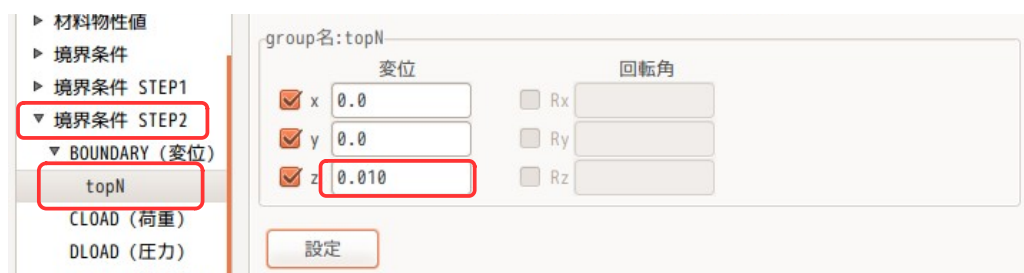 ▶ 材料物性値
▶ 境界条件
▶ 境界条件 STEP1
▼ 境界条件 STEP2
▼ BOUNDARY (変位)
topN
CLOAD (荷重)
DLOAD (圧力)
group名:topN
変位 回転角
x 0.0 Rx
y 0.0 Ry
z 0.010 Rz
設定